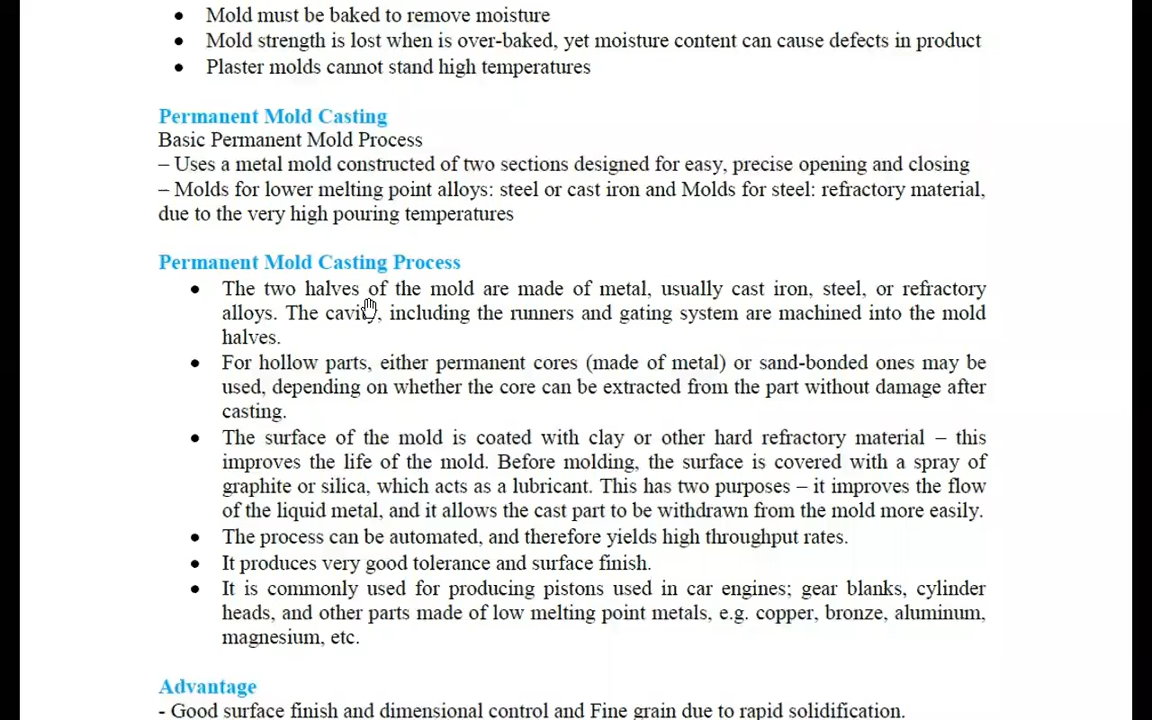 • Mold must be baked to remove moisture
• Mold strength is lost when is over-baked, yet moisture content can cause defects in product
• Plaster molds cannot stand high temperatures
Permanent Mold Casting
Basic Permanent Mold Process
– Uses a metal mold constructed of two sections designed for easy, precise opening and closing
– Molds for lower melting point alloys: steel or cast iron and Molds for steel: refractory material,
due to the very high pouring temperatures
Permanent Mold Casting Process
• The two halves of the mold are made of metal, usually cast iron, steel, or refractory
alloys. The cavity, including the runners and gating system are machined into the mold
halves.
• For hollow parts, either permanent cores (made of metal) or sand-bonded ones may be
used, depending on whether the core can be extracted from the part without damage after
casting.
• The surface of the mold is coated with clay or other hard refractory material – this
improves the life of the mold. Before molding, the surface is covered with a spray of
graphite or silica, which acts as a lubricant. This has two purposes – it improves the flow
of the liquid metal, and it allows the cast part to be withdrawn from the mold more easily.
• The process can be automated, and therefore yields high throughput rates.
• It produces very good tolerance and surface finish.
• It is commonly used for producing pistons used in car engines; gear blanks, cylinder
heads, and other parts made of low melting point metals, e.g. copper, bronze, aluminum,
magnesium, etc.
Advantage
- Good surface finish and dimensional control and Fine grain due to rapid solidification.